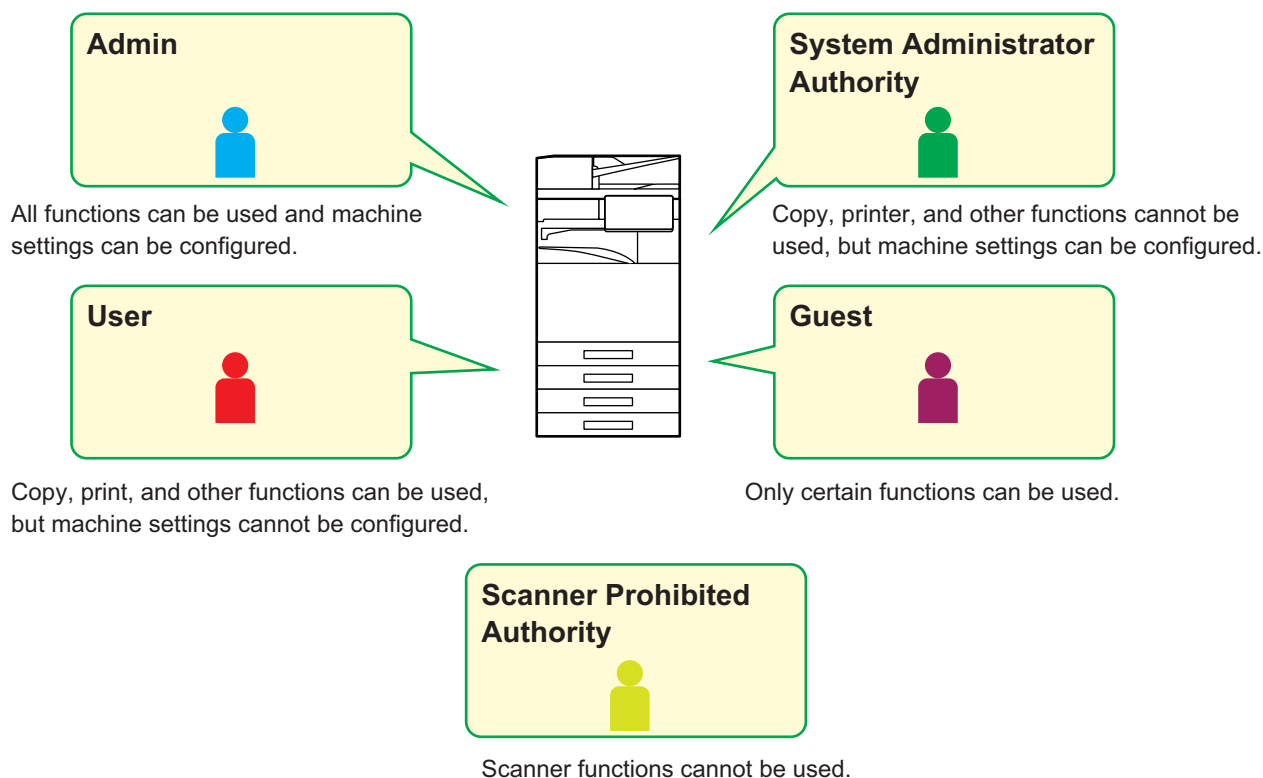 Admin
All functions can be used and machine
settings can be configured.
System Administrator
Authority
Copy, printer, and other functions cannot be
used, but machine settings can be configured.
User
Copy, print, and other functions can be used,
but machine settings cannot be configured.
Guest
Only certain functions can be used.
Scanner Prohibited
Authority
Scanner functions cannot be used.